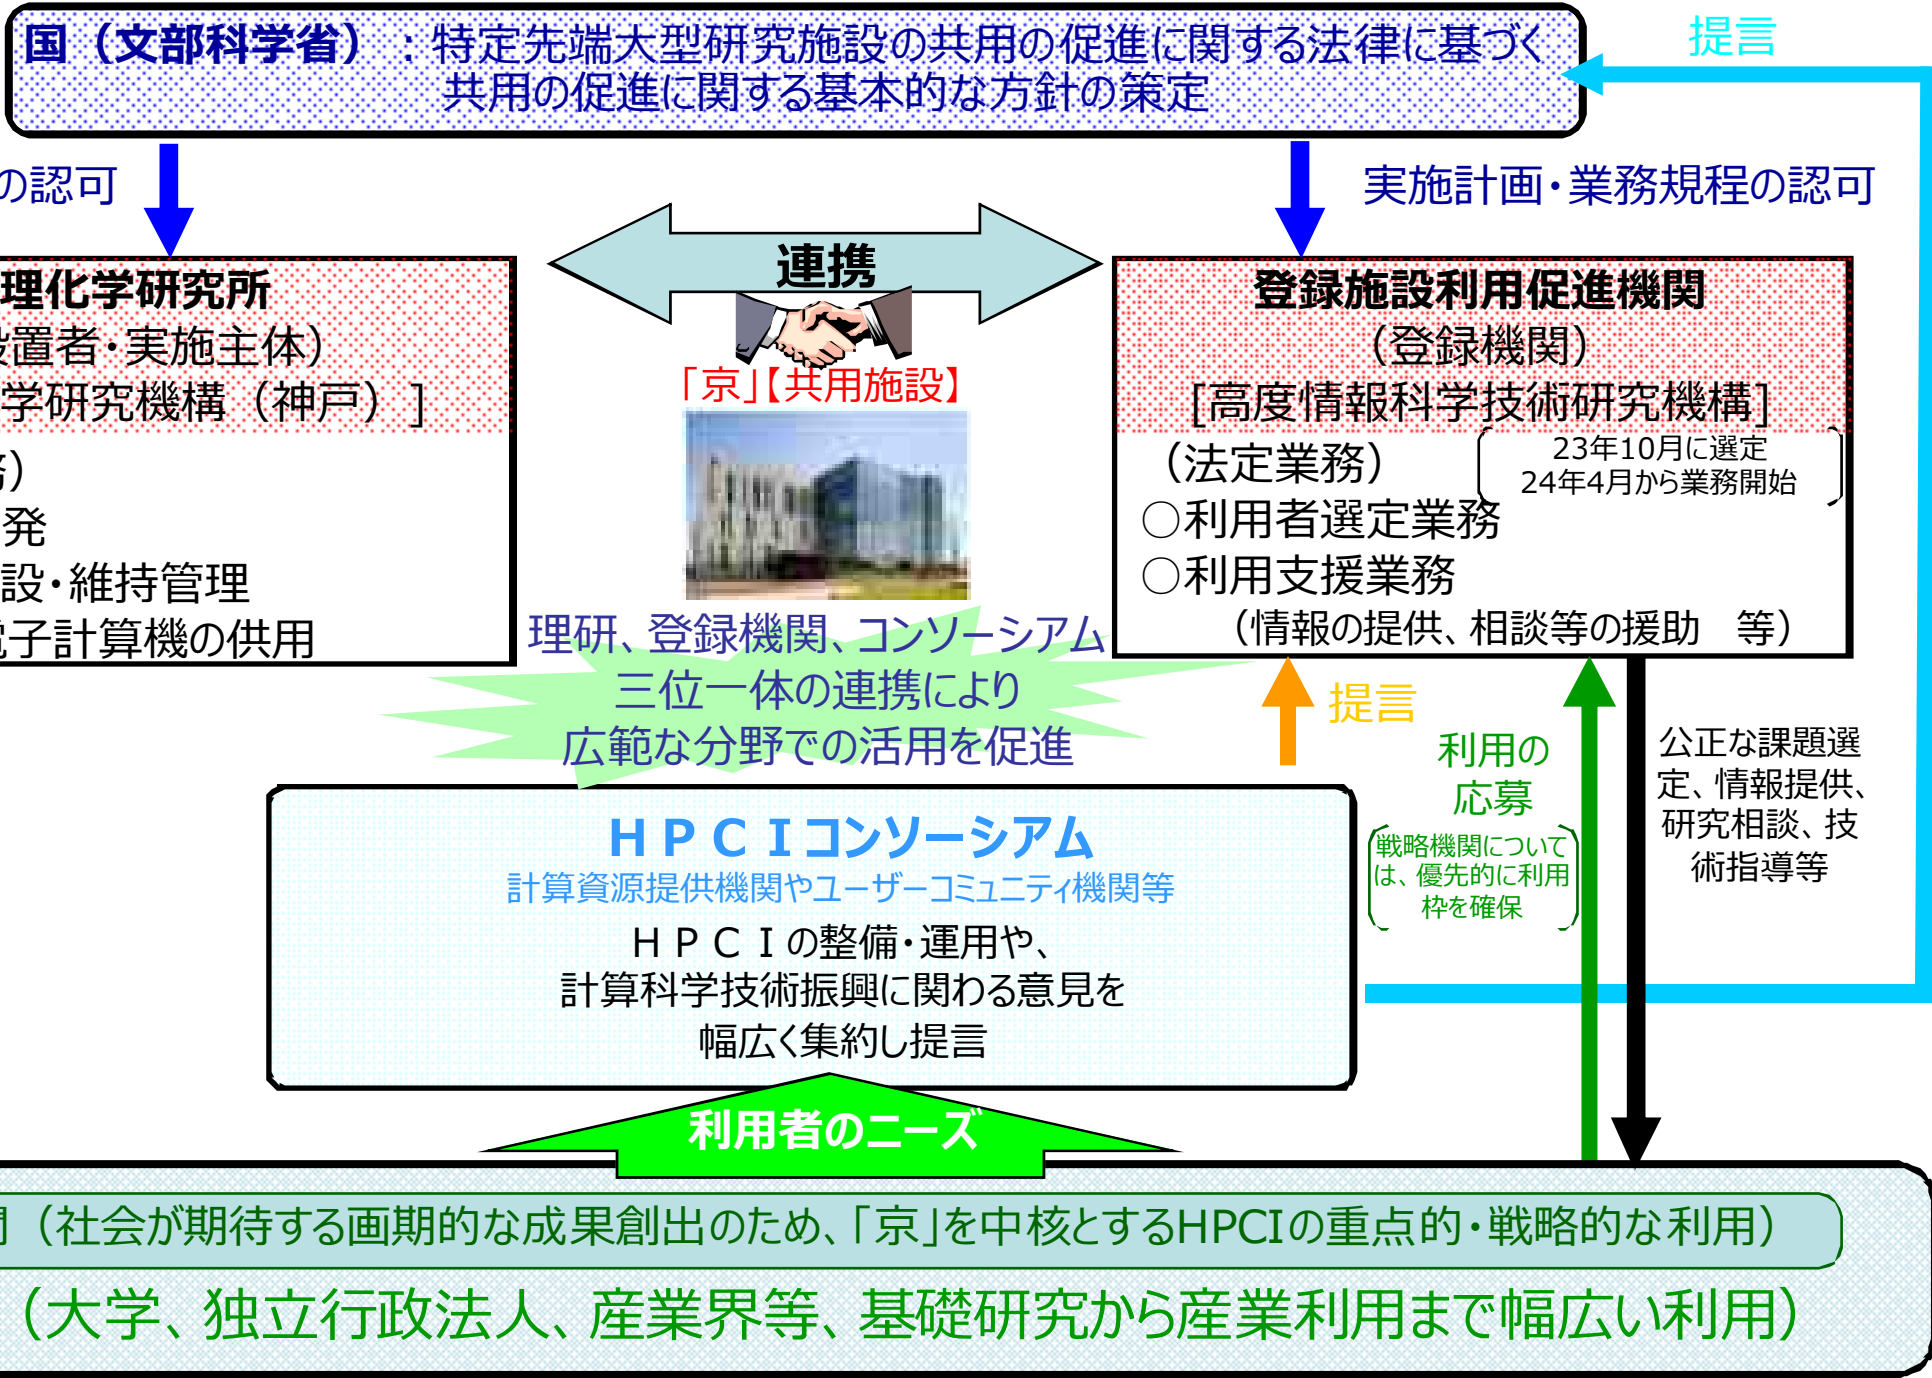 国（文部科学省）：特定先端大型研究施設の共用の促進に関する法律に基づく
共用の促進に関する基本的な方針の策定
提言
の認可
実施計画・業務規程の認可
連携
理化学研究所
設置者・実施主体）
学研究機構（神戸）]
務）
発
設・維持管理
電子計算機の供用
「京」【共用施設】
登録施設利用促進機関
（登録機関）
[高度情報科学技術研究機構]
（法定業務）
23年10月に選定
24年4月から業務開始
○利用者選定業務
○利用支援業務
（情報の提供、相談等の援助　等）
理研、登録機関、コンソーシアム
三位一体の連携により
広範な分野での活用を促進
提言
利用の
応募
戦略機関について
は、優先的に利用
枠を確保
公正な課題選
定、情報提供、
研究相談、技
術指導等
ＨＰＣＩコンソーシアム
計算資源提供機関やユーザーコミュニティ機関等
ＨＰＣＩの整備・運用や、
計算科学技術振興に関わる意見を
幅広く集約し提言
利用者のニーズ
関（社会が期待する画期的な成果創出のため、「京」を中核とするHPCIの重点的・戦略的な利用）
（大学、独立行政法人、産業界等、基礎研究から産業利用まで幅広い利用）